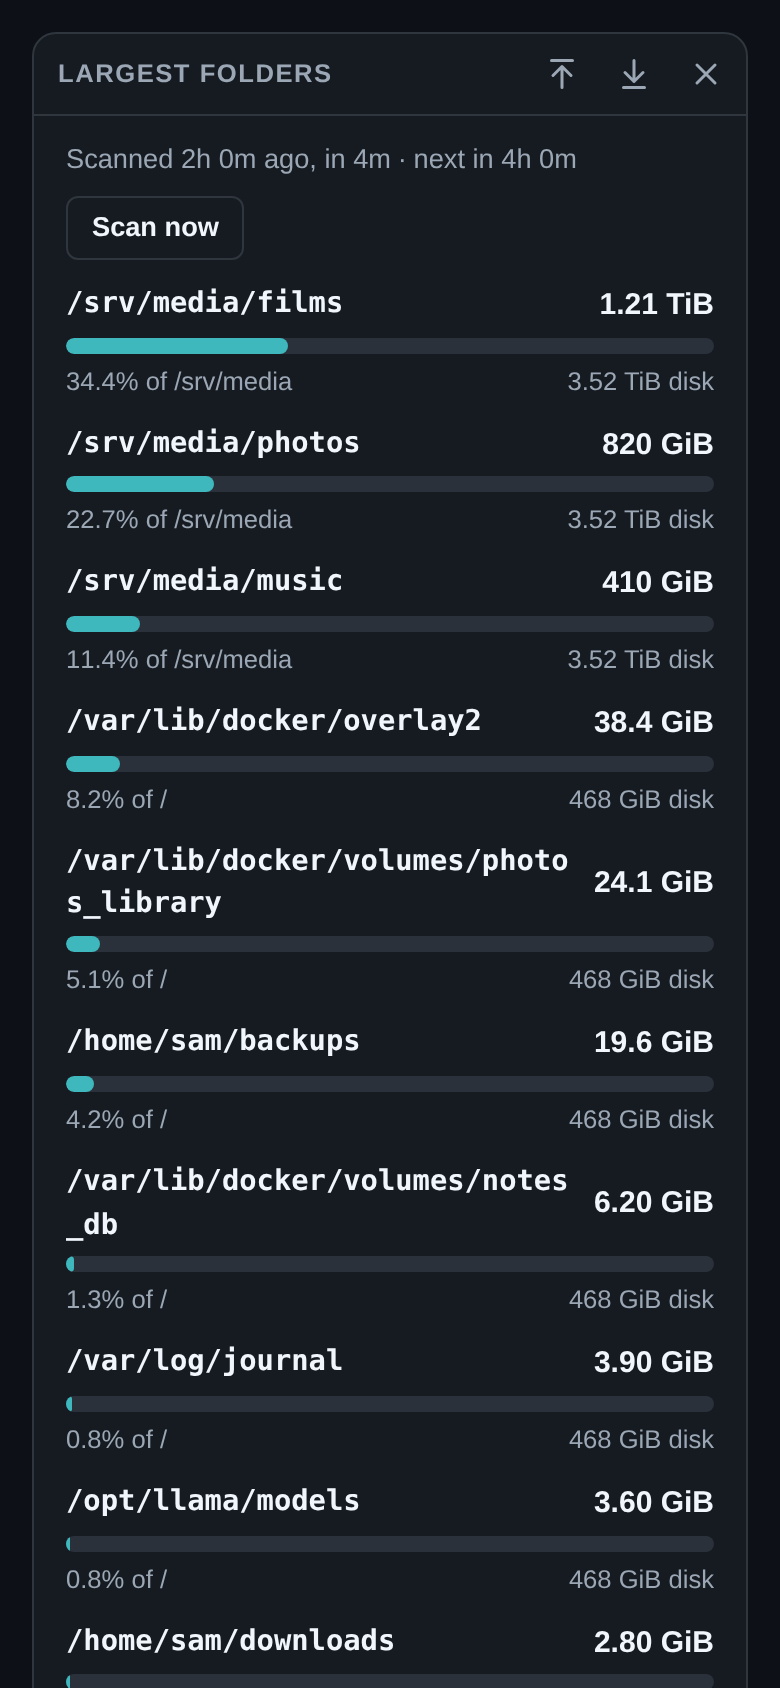 LARGEST FOLDERS
Scanned 2h 0m ago, in 4m · next in 4h 0m
Scan now
/srv/media/films 1.21 TiB
34.4% of /srv/media 3.52 TiB disk
/srv/media/photos 820 GiB
22.7% of /srv/media 3.52 TiB disk
/srv/media/music 410 GiB
11.4% of /srv/media 3.52 TiB disk
/var/lib/docker/overlay2 38.4 GiB
8.2% of / 468 GiB disk
/var/lib/docker/volumes/photo
s_library 24.1 GiB
5.1% of / 468 GiB disk
/home/sam/backups 19.6 GiB
4.2% of / 468 GiB disk
/var/lib/docker/volumes/notes
_db 6.20 GiB
1.3% of / 468 GiB disk
/var/log/journal 3.90 GiB
0.8% of / 468 GiB disk
/opt/llama/models 3.60 GiB
0.8% of / 468 GiB disk
/home/sam/downloads 2.80 GiB